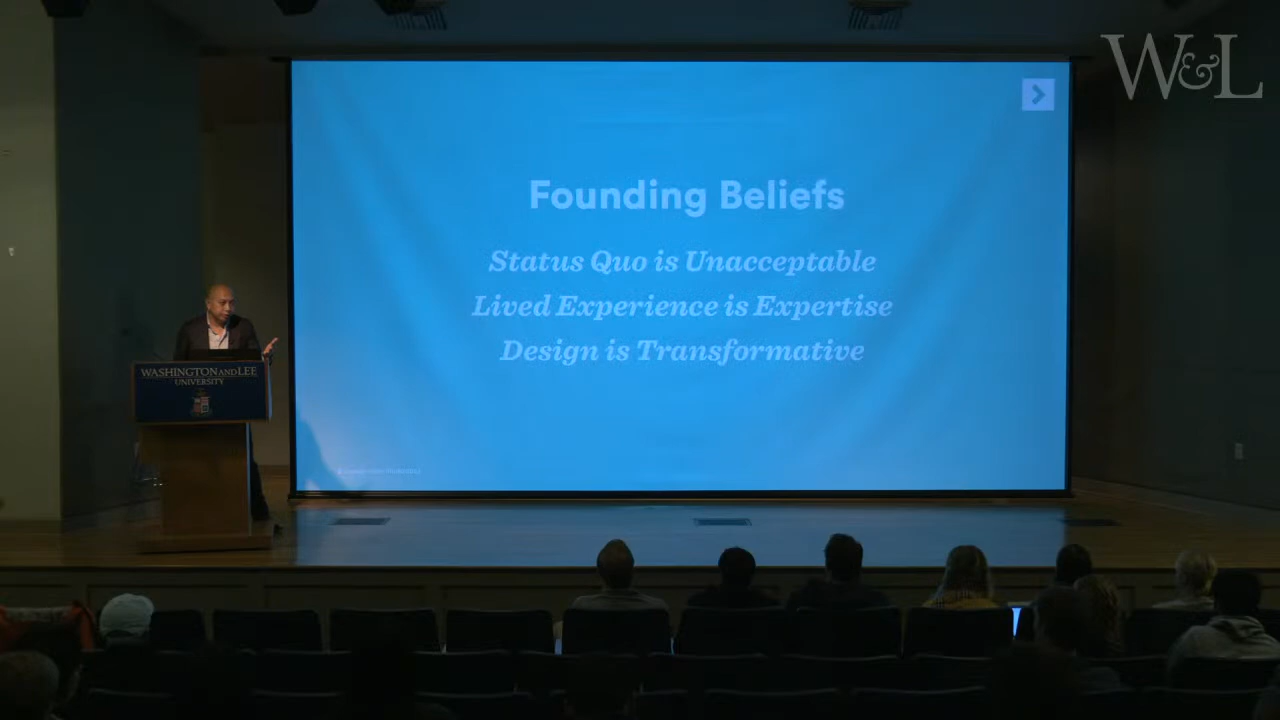 W&L
Founding Beliefs
Status Quo is Unacceptable
Lived Experience is Expertise
Design is Transformative
WASHINGTON AND LEE
UNIVERSITY